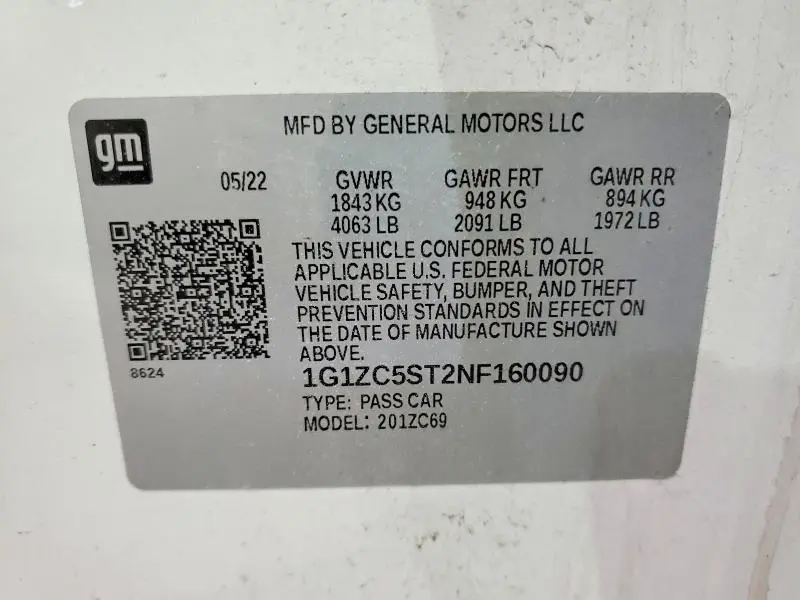 gm
MFD BY GENERAL MOTORS LLC
05/22 GVWR GAWR FRT GAWR RR
1843 KG 948 KG 894 KG
4063 LB 2091 LB 1972 LB
THIS VEHICLE CONFORMS TO ALL
APPLICABLE U.S. FEDERAL MOTOR
VEHICLE SAFETY, BUMPER, AND THEFT
PREVENTION STANDARDS IN EFFECT ON
THE DATE OF MANUFACTURE SHOWN
ABOVE.
8624
1G1ZC5ST2NF160090
TYPE: PASS CAR
MODEL: 201ZC69